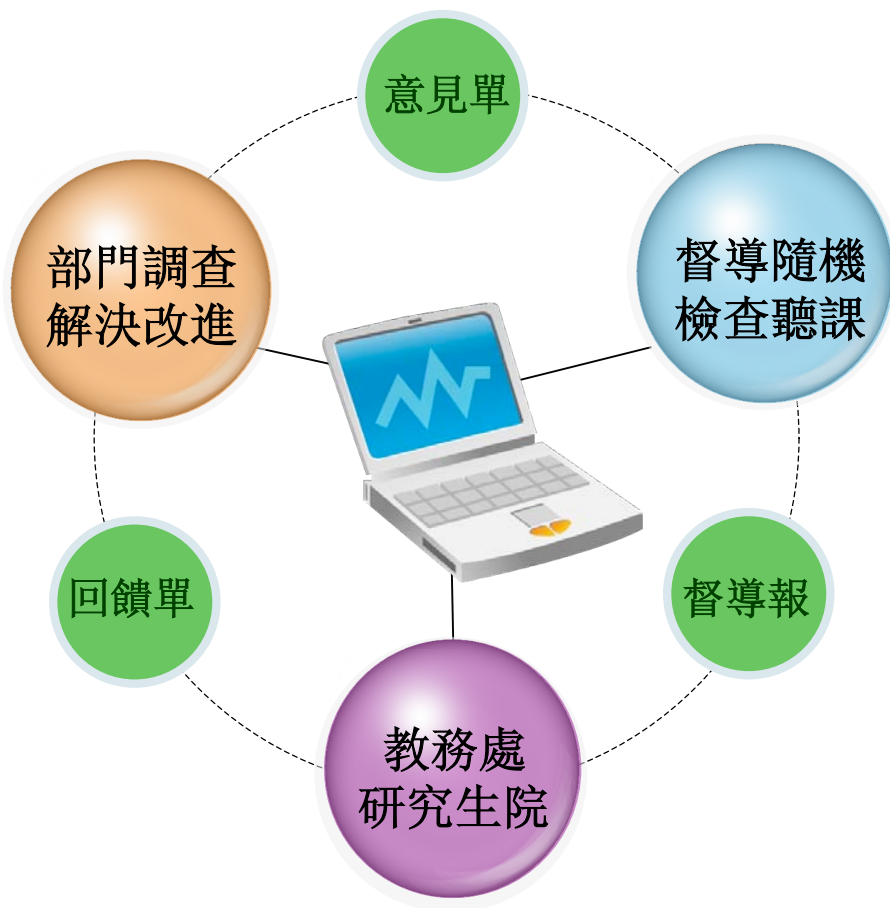 意見單
部門調查
解決改進
督導隨機
檢查聽課
回饋單
督導報
教務處
研究生院